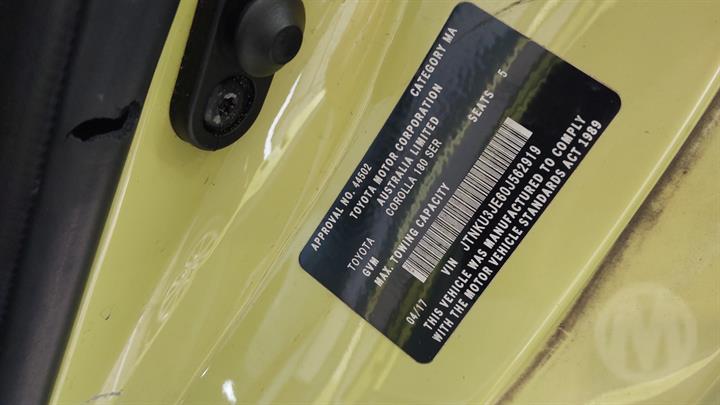 APPROVAL NO. 44502 CATEGORY MA
TOYOTA MOTOR CORPORATION
AUSTRALIA LIMITED
TOYOTA COROLLA 180 SER SEATS 5
GVM
MAX. TOWING CAPACITY
04/17 VIN JTNKU3JE60J562919
THIS VEHICLE WAS MANUFACTURED TO COMPLY
WITH THE MOTOR VEHICLE STANDARDS ACT 1989
M